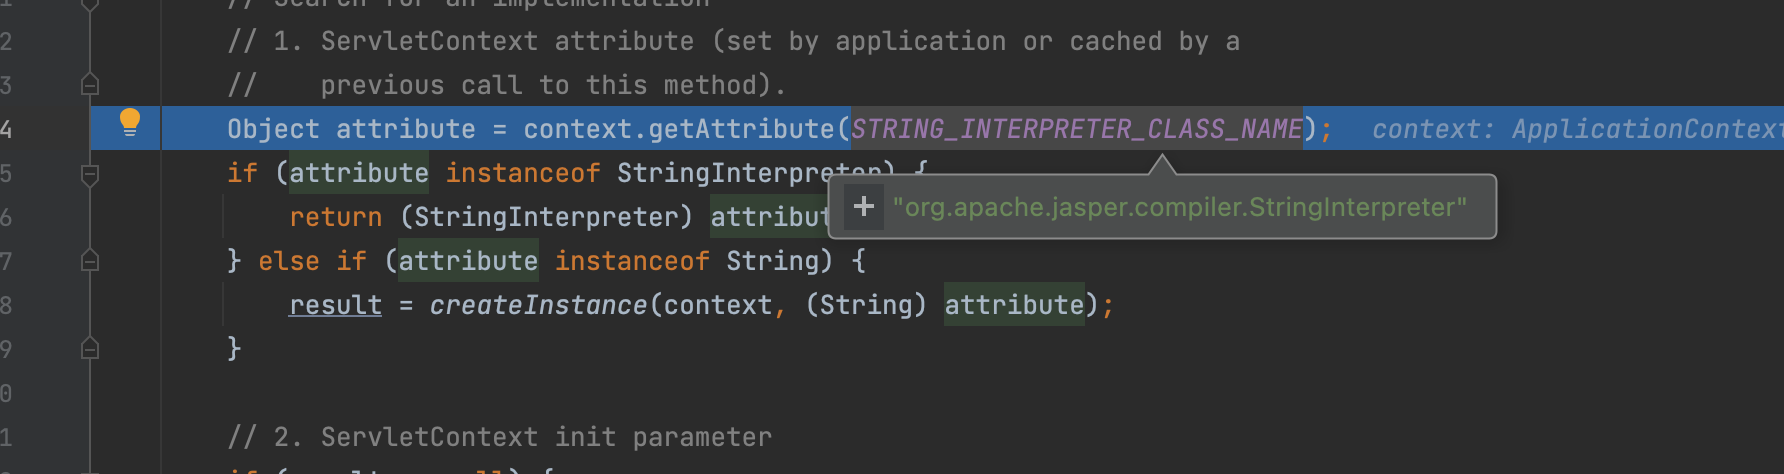 // Search for an implementation
2 // 1. ServletContext attribute (set by application or cached by a
3 //    previous call to this method).
4 Object attribute = context.getAttribute(STRING_INTERPRETER_CLASS_NAME);   context: ApplicationContext
5 if (attribute instanceof StringInterpreter) {
6     return (StringInterpreter) attribut
+ "org.apache.jasper.compiler.StringInterpreter"
7 } else if (attribute instanceof String) {
8     result = createInstance(context, (String) attribute);
9 }
0
1 // 2. ServletContext init parameter